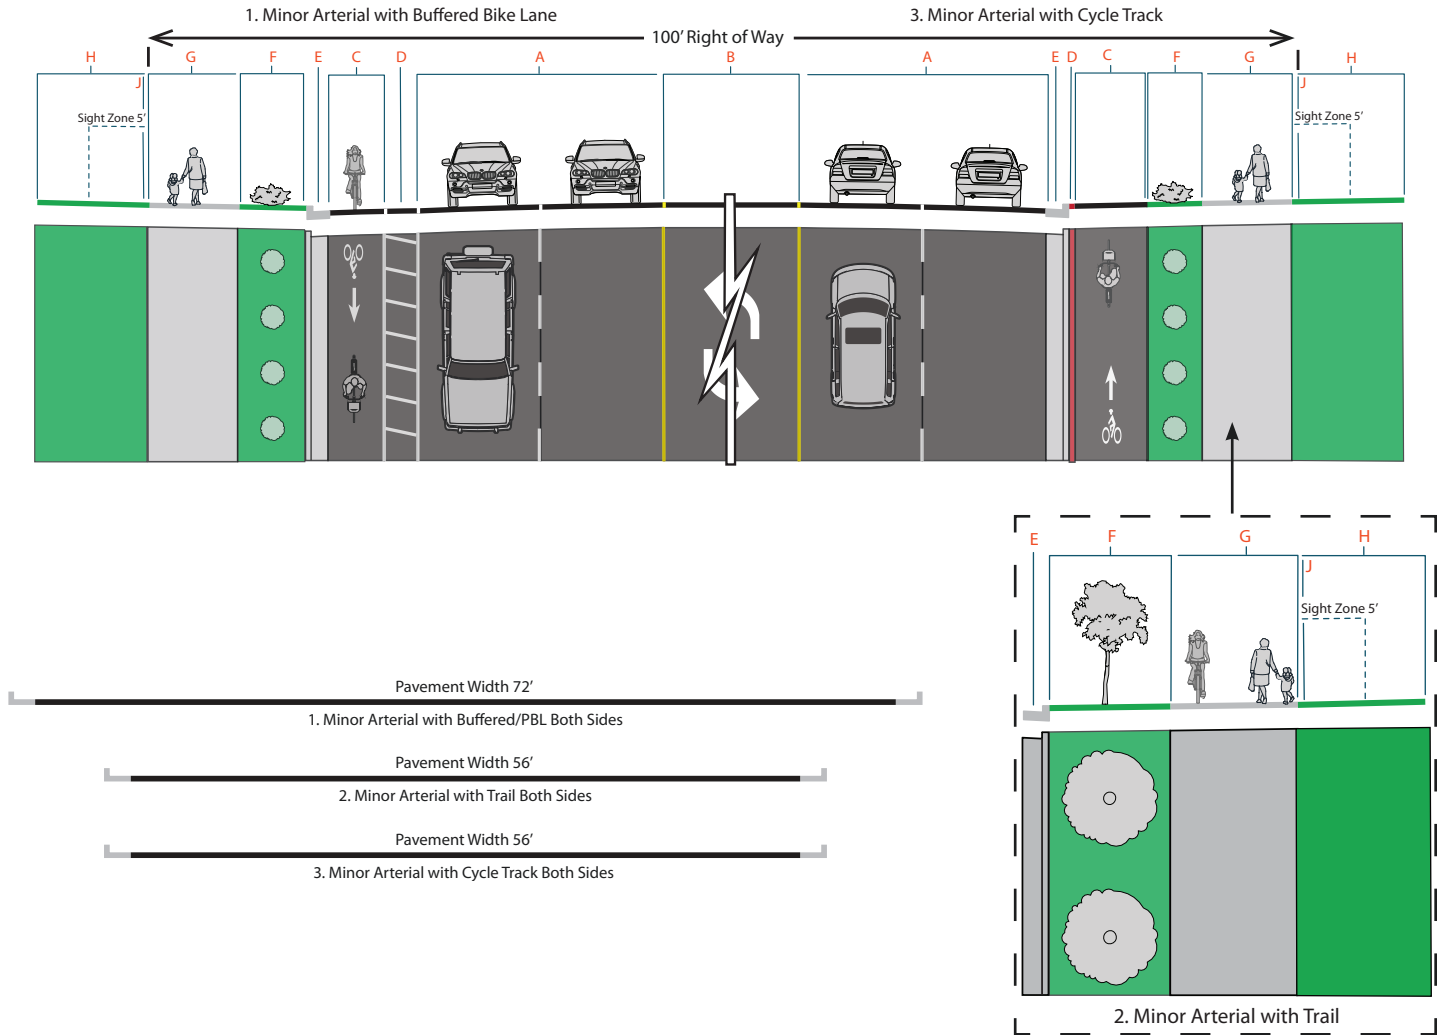 1. Minor Arterial with Buffered Bike Lane
3. Minor Arterial with Cycle Track
100’ Right of Way
H G F E C D A B A E D C F G H
J J
Sight Zone 5’
Sight Zone 5’
E F G H
J
Sight Zone 5’
2. Minor Arterial with Trail
Pavement Width 72’
1. Minor Arterial with Buffered/PBL Both Sides
Pavement Width 56’
2. Minor Arterial with Trail Both Sides
Pavement Width 56’
3. Minor Arterial with Cycle Track Both Sides